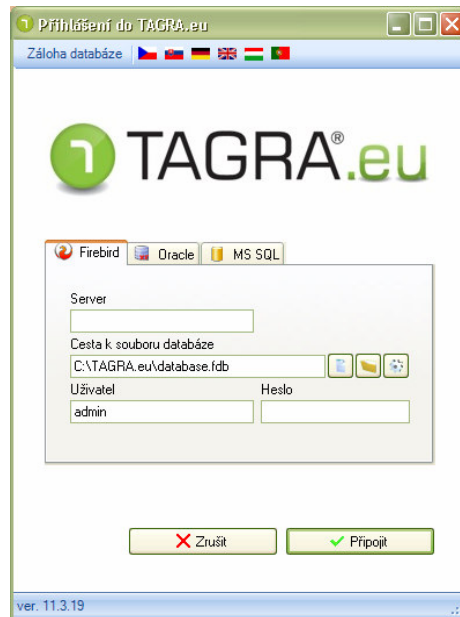 Přihlášení do TAGRA.eu
Záloha databáze
TAGRA®.eu
Firebird Oracle MS SQL
Server
Cesta k souboru databáze
C:\TAGRA.eu\database.fdb
Uživatel Heslo
admin
Zrušit Připojit
ver. 11.3.19